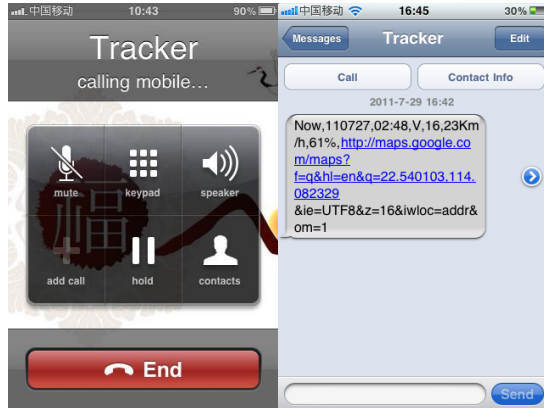 中国移动 10:43 90%
Tracker
calling mobile...
mute keypad speaker
福
add call hold contacts
End
中国移动 16:45 30%
Messages Tracker Edit
Call Contact Info
2011-7-29 16:42
Now,110727,02:48,V,16,23Km
/h,61%,http://maps.google.co
m/maps?
f=q&hl=en&q=22.540103,114.
082329
&ie=UTF8&z=16&iwloc=addr&
om=1
Send